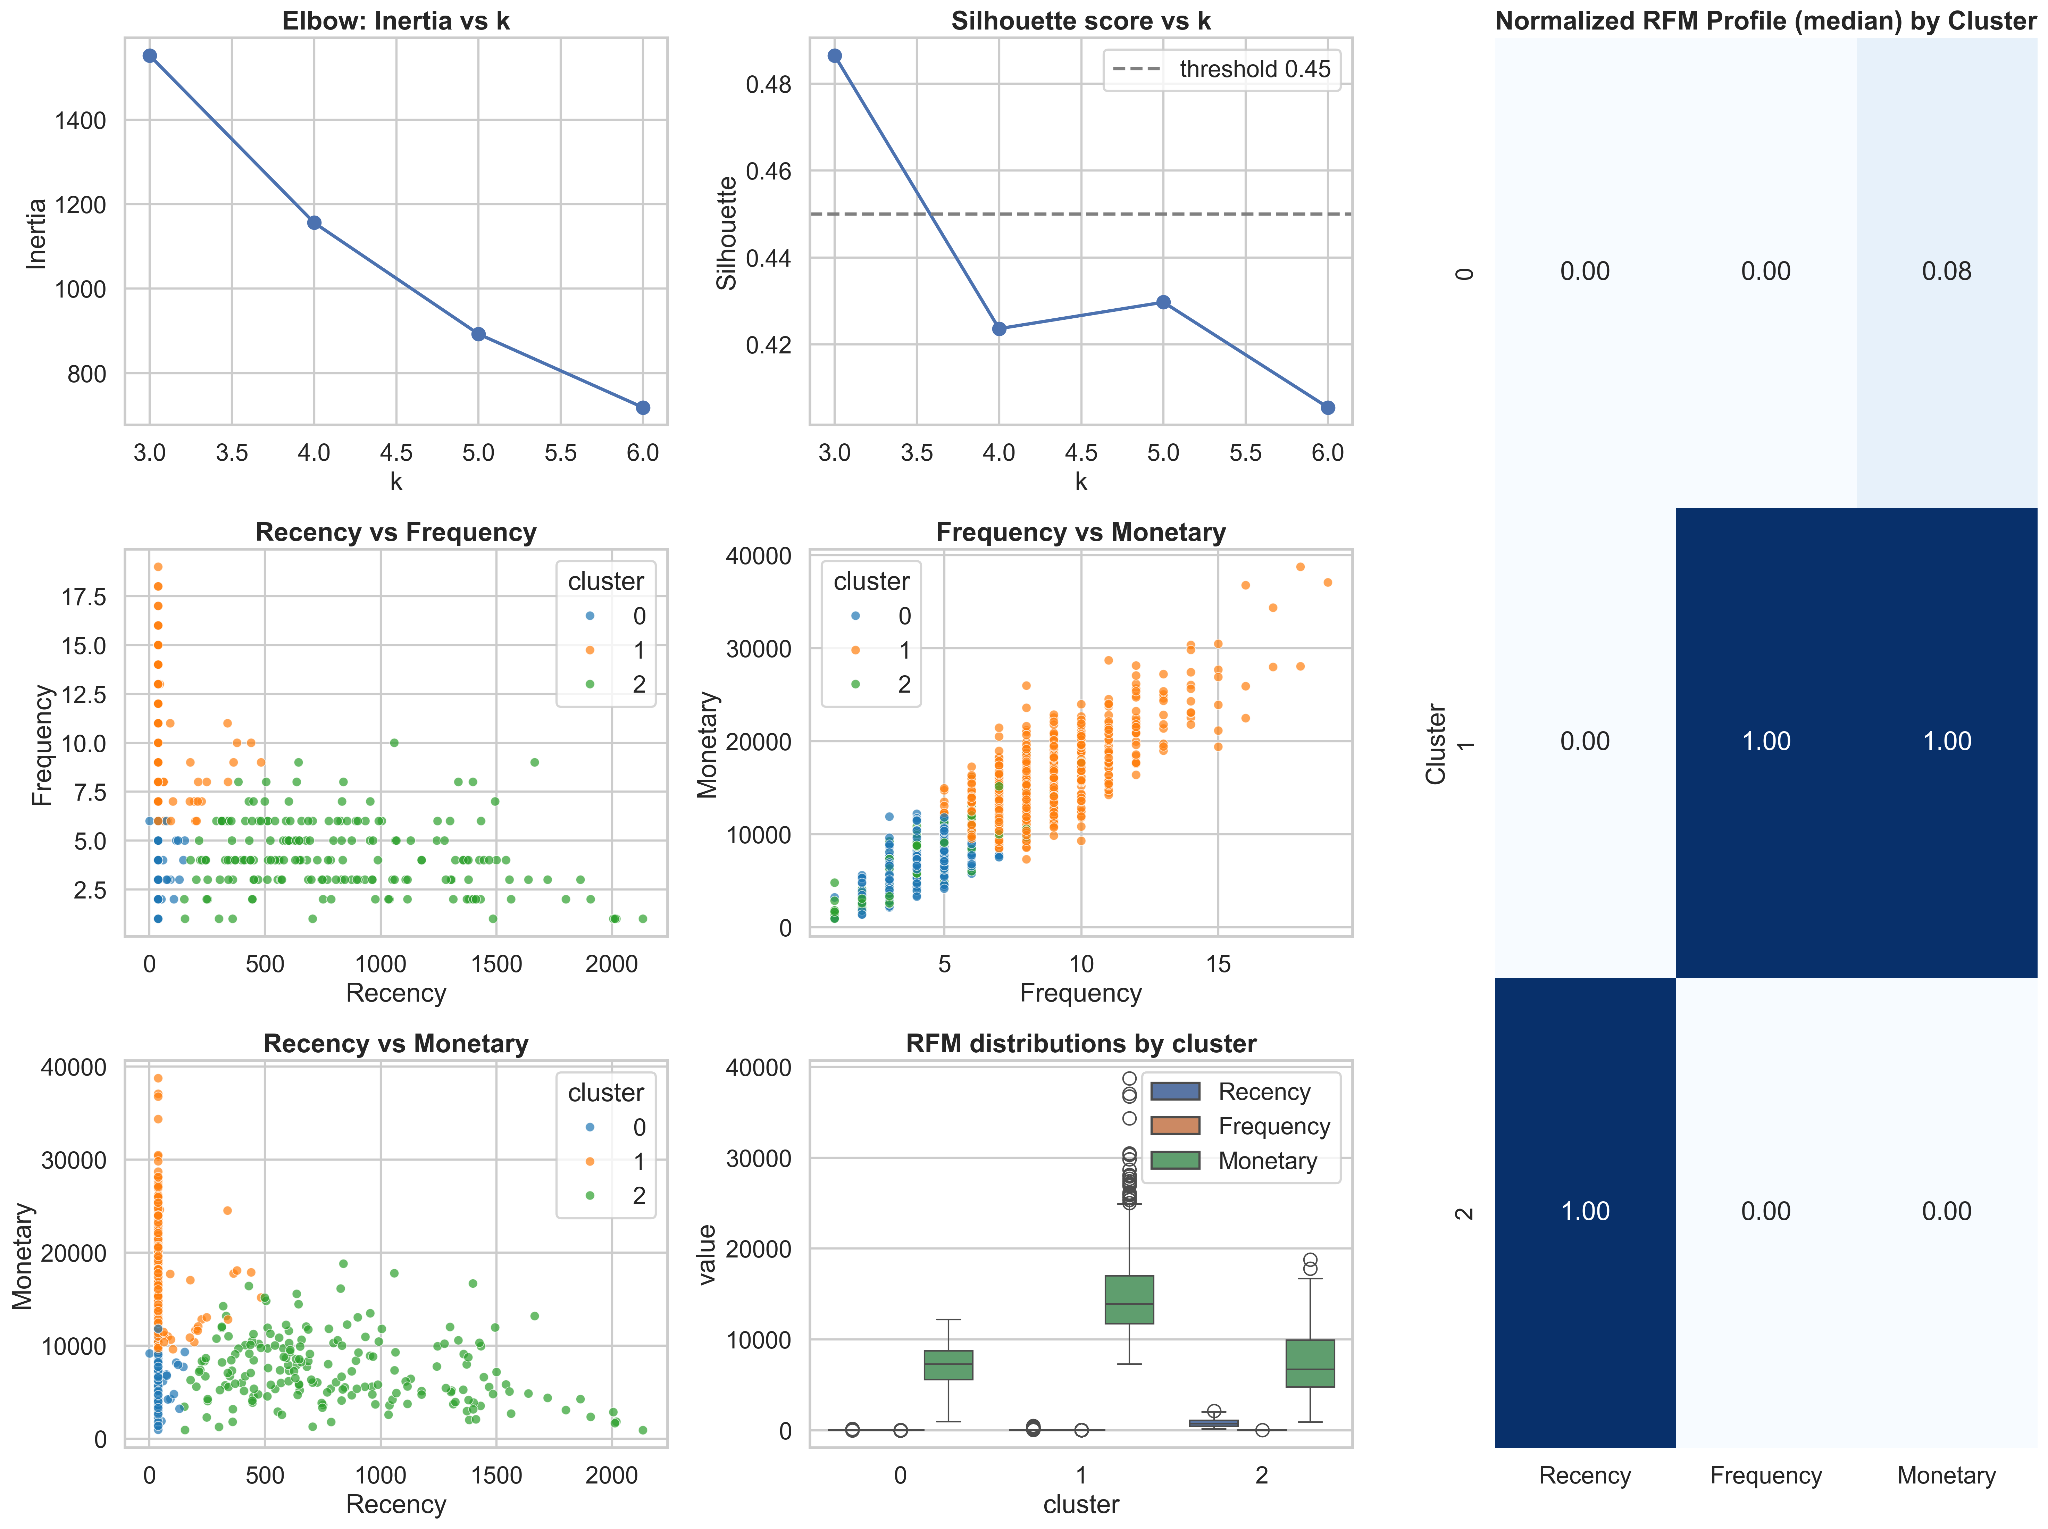 Elbow: Inertia vs k
Inertia
1400
1200
1000
800
3.0 3.5 4.0 4.5 5.0 5.5 6.0
k
Silhouette score vs k
threshold 0.45
Silhouette
0.48
0.46
0.44
0.42
3.0 3.5 4.0 4.5 5.0 5.5 6.0
k
Normalized RFM Profile (median) by Cluster
Cluster
0
0.00 0.00 0.08
1
0.00 1.00 1.00
2
1.00 0.00 0.00
Recency Frequency Monetary
Recency vs Frequency
cluster
0
1
2
Frequency
17.5
15.0
12.5
10.0
7.5
5.0
2.5
0 500 1000 1500 2000
Recency
Frequency vs Monetary
cluster
0
1
2
Monetary
40000
30000
20000
10000
0
5 10 15
Frequency
Recency vs Monetary
cluster
0
1
2
Monetary
40000
30000
20000
10000
0
0 500 1000 1500 2000
Recency
RFM distributions by cluster
Recency
Frequency
Monetary
value
40000
30000
20000
10000
0
0 1 2
cluster